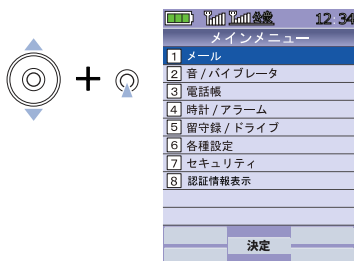 12:34
メインメニュー
1 メール
2 音/バイブレータ
3 電話帳
4 時計/アラーム
5 留守録/ドライブ
6 各種設定
7 セキュリティ
8 認証情報表示
決定